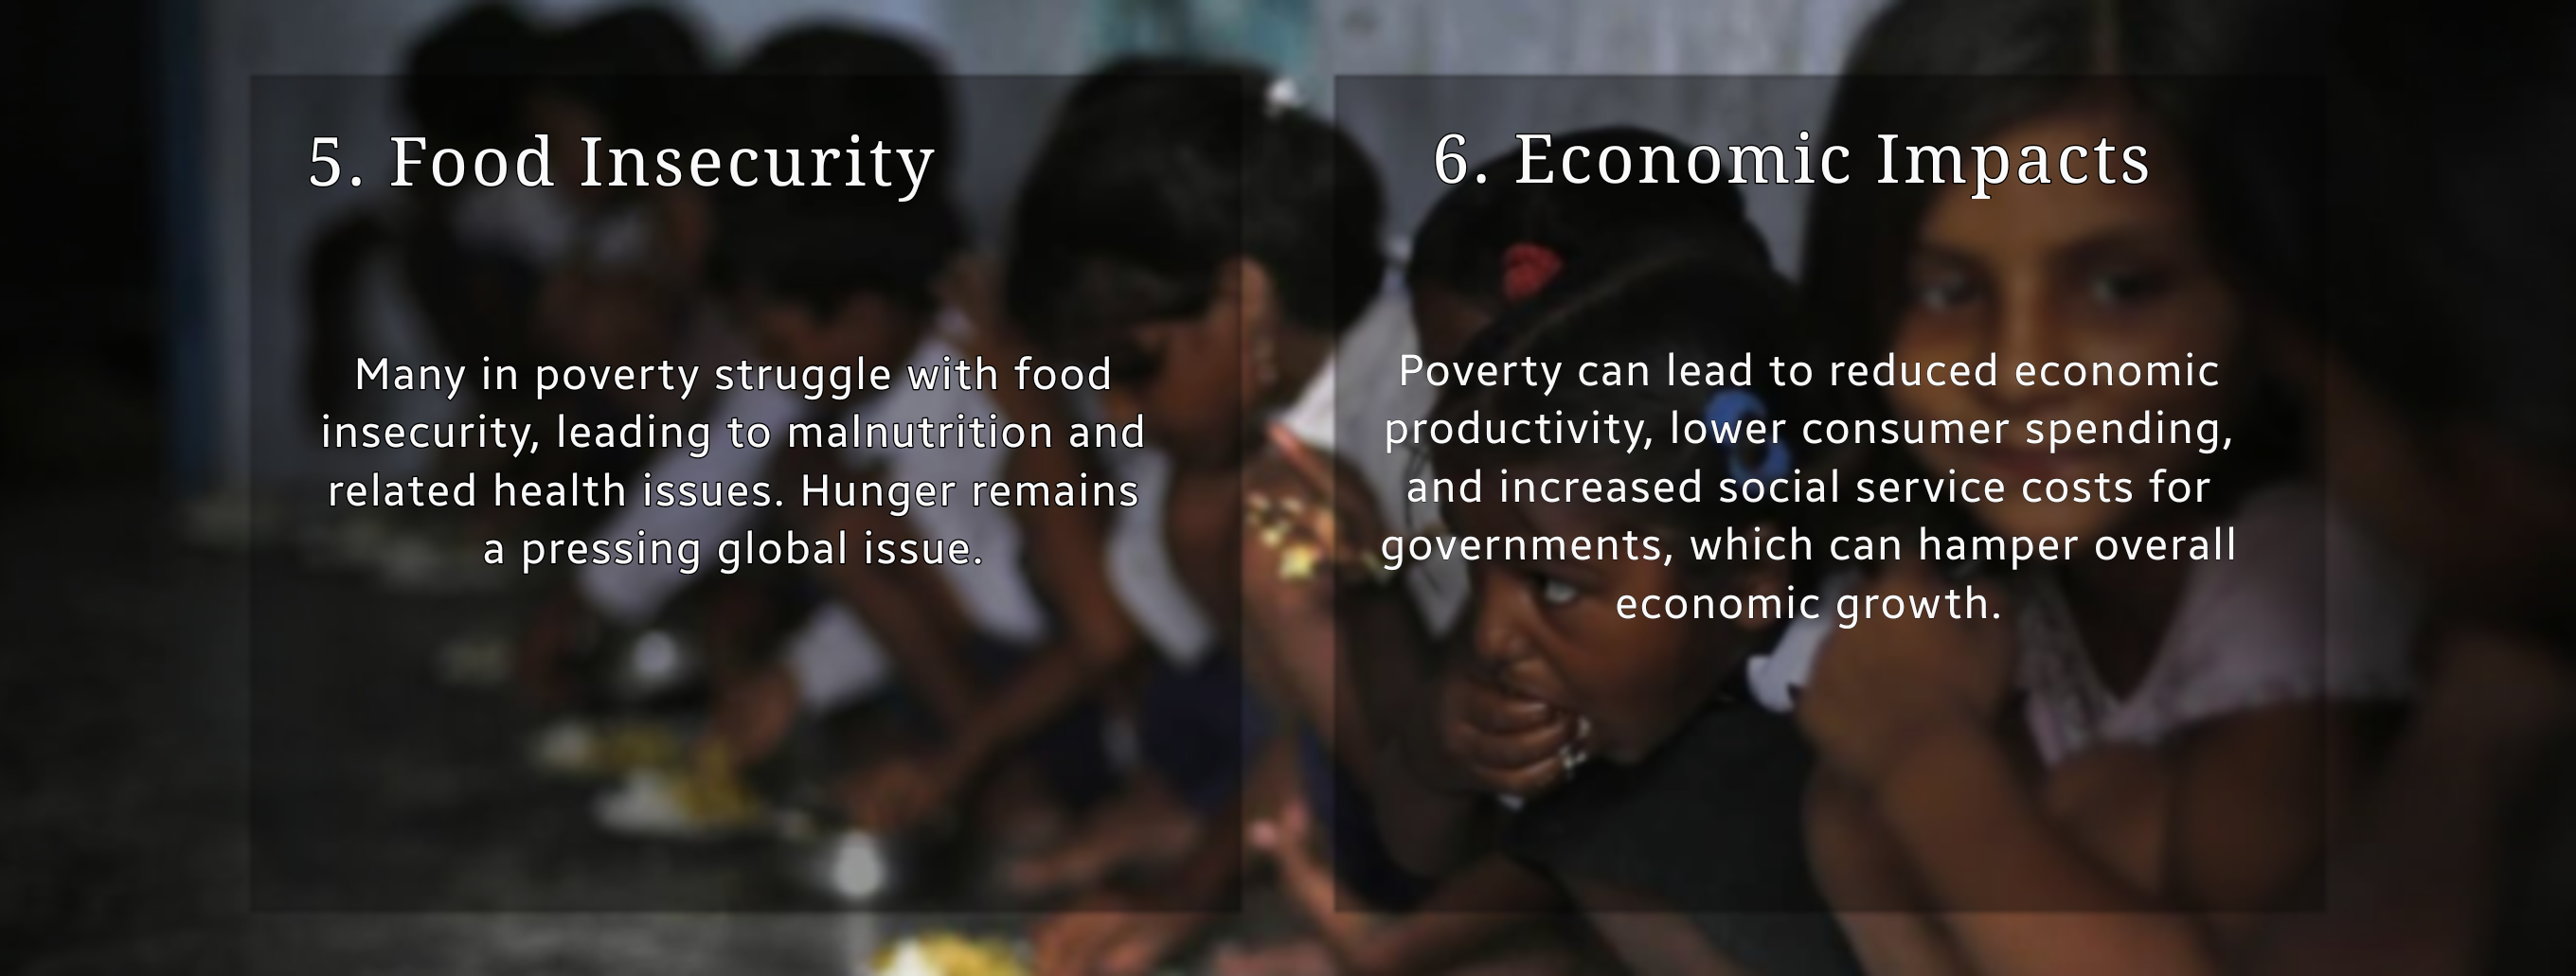 5. Food Insecurity
Many in poverty struggle with food
insecurity, leading to malnutrition and
related health issues. Hunger remains
a pressing global issue.
6. Economic Impacts
Poverty can lead to reduced economic
productivity, lower consumer spending,
and increased social service costs for
governments, which can hamper overall
economic growth.